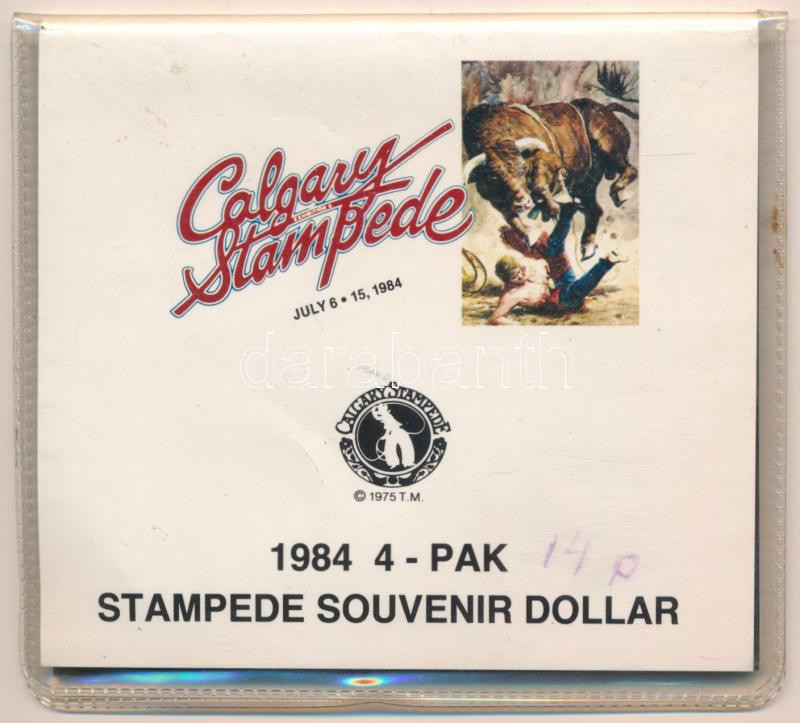 Calgary
Stampede
JULY 6 • 15, 1984
darabanth
CALGARY STAMPEDE
© 1975 T.M.
1984 4 - PAK
14 p
STAMPEDE SOUVENIR DOLLAR